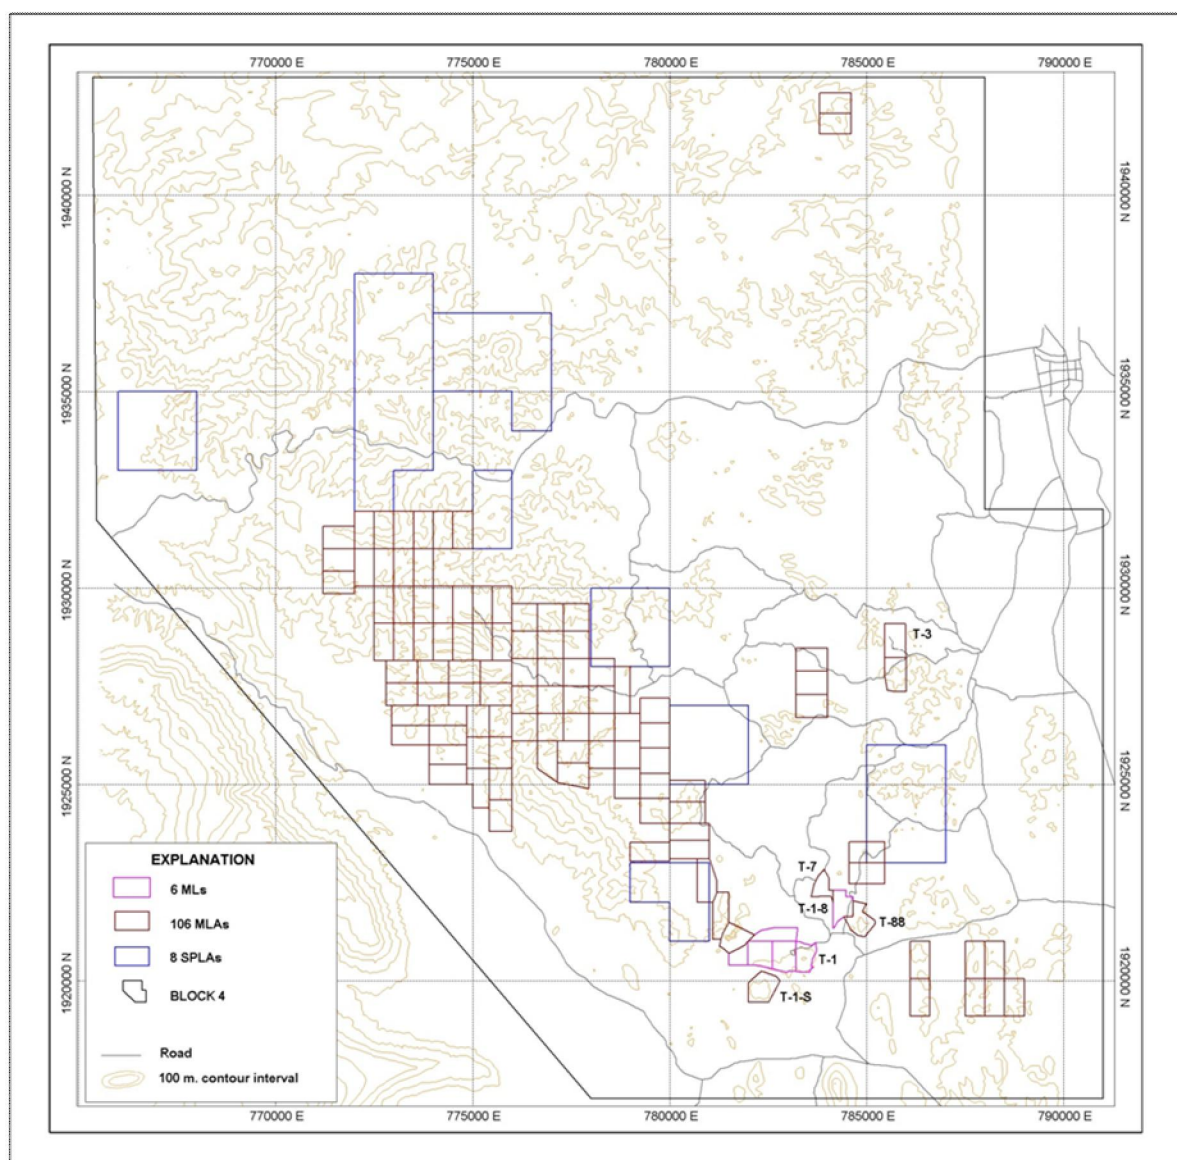 770000 E 775000 E 780000 E 785000 E 790000 E
1940000 N 1940000 N
1935000 N 1935000 N
1930000 N 1930000 N
T-3
1925000 N 1925000 N
T-7
T-1-8
T-88
T-1
T-1-S
1920000 N 1920000 N
EXPLANATION
6 MLs
106 MLAs
8 SPLAs
BLOCK 4
Road
100 m. contour interval
770000 E 775000 E 780000 E 785000 E 790000 E